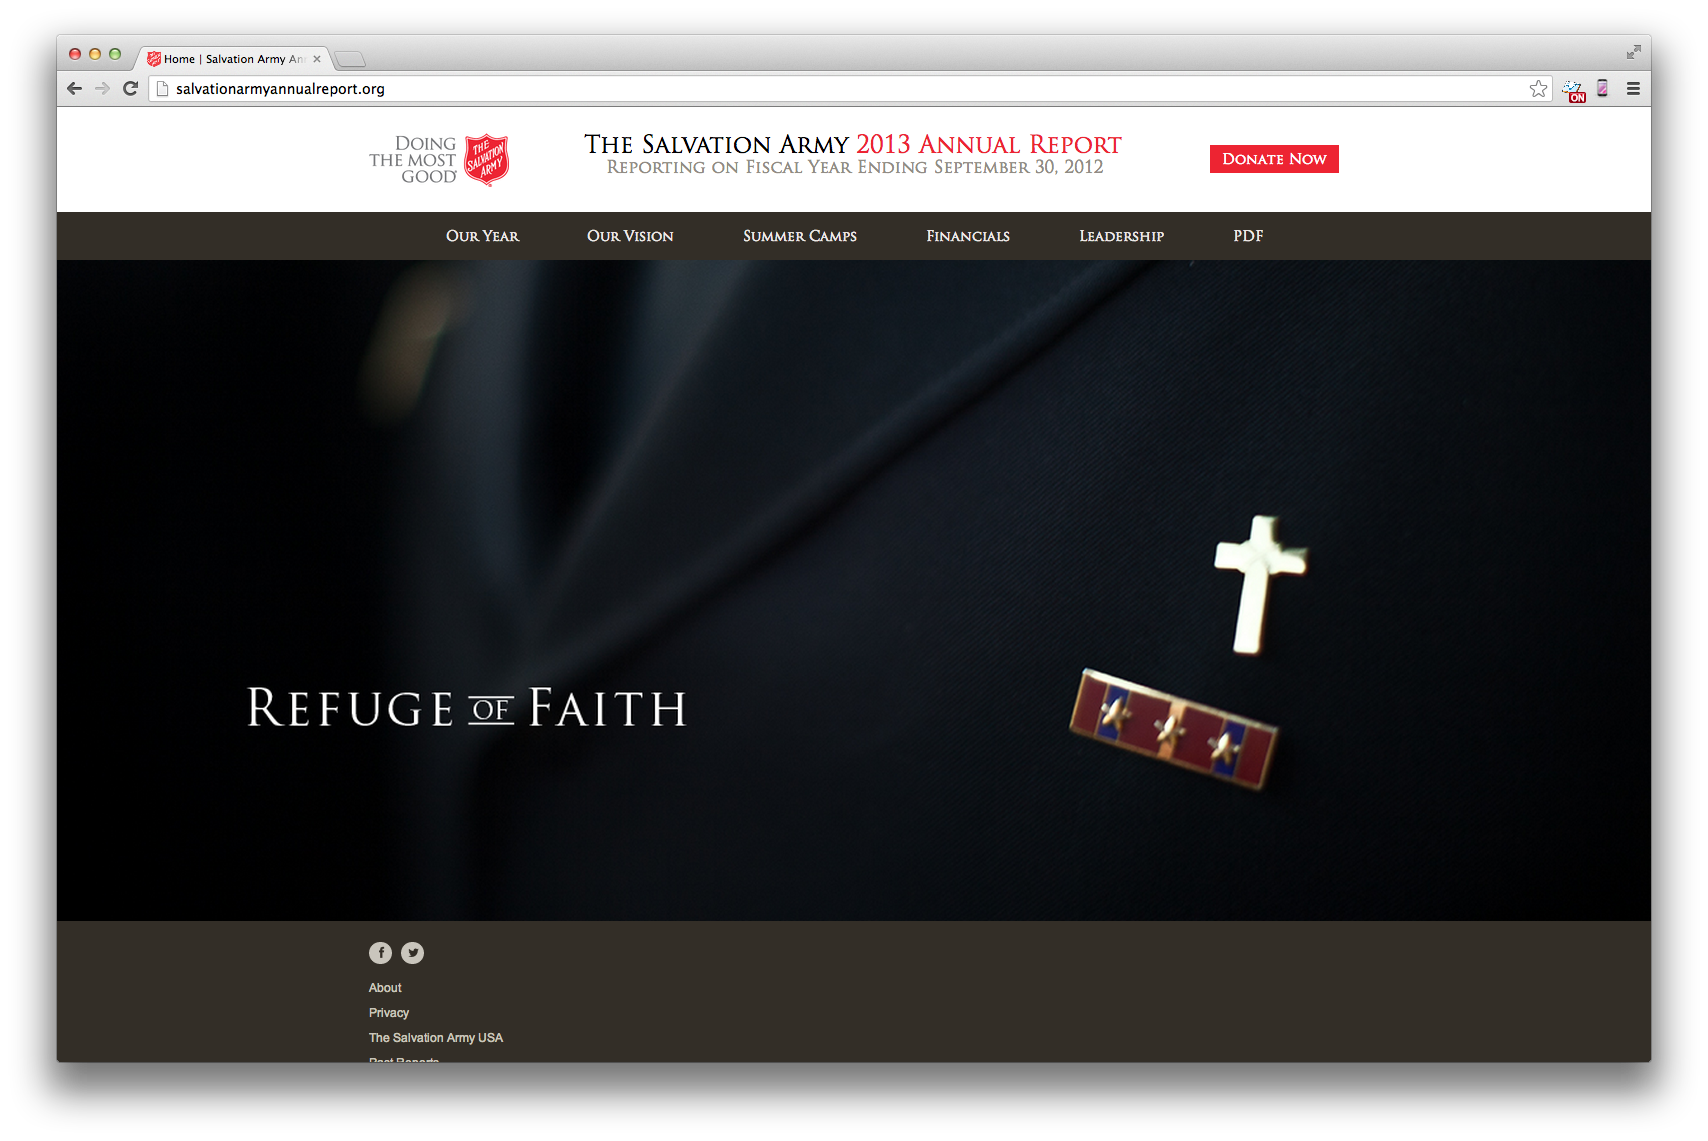 Home | Salvation Army An
salvationarmyannualreport.org
ON
DOING
THE MOST
GOOD
THE
SALVATION
ARMY
THE SALVATION ARMY 2013 ANNUAL REPORT
REPORTING ON FISCAL YEAR ENDING SEPTEMBER 30, 2012
DONATE NOW
OUR YEAR
OUR VISION
SUMMER CAMPS
FINANCIALS
LEADERSHIP
PDF
REFUGE OF FAITH
About
Privacy
The Salvation Army USA
Past Reports